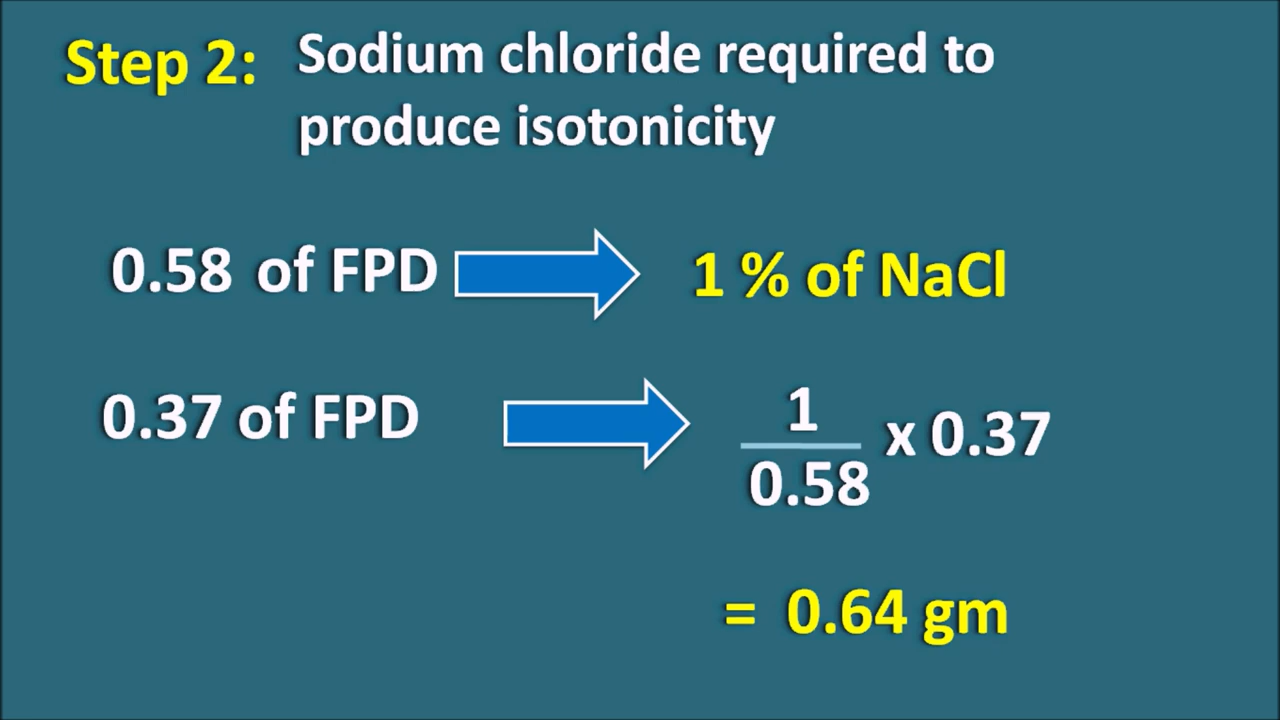 Step 2: Sodium chloride required to
produce isotonicity
0.58 of FPD 1 % of NaCl
0.37 of FPD
1
0.58
x 0.37
= 0.64 gm